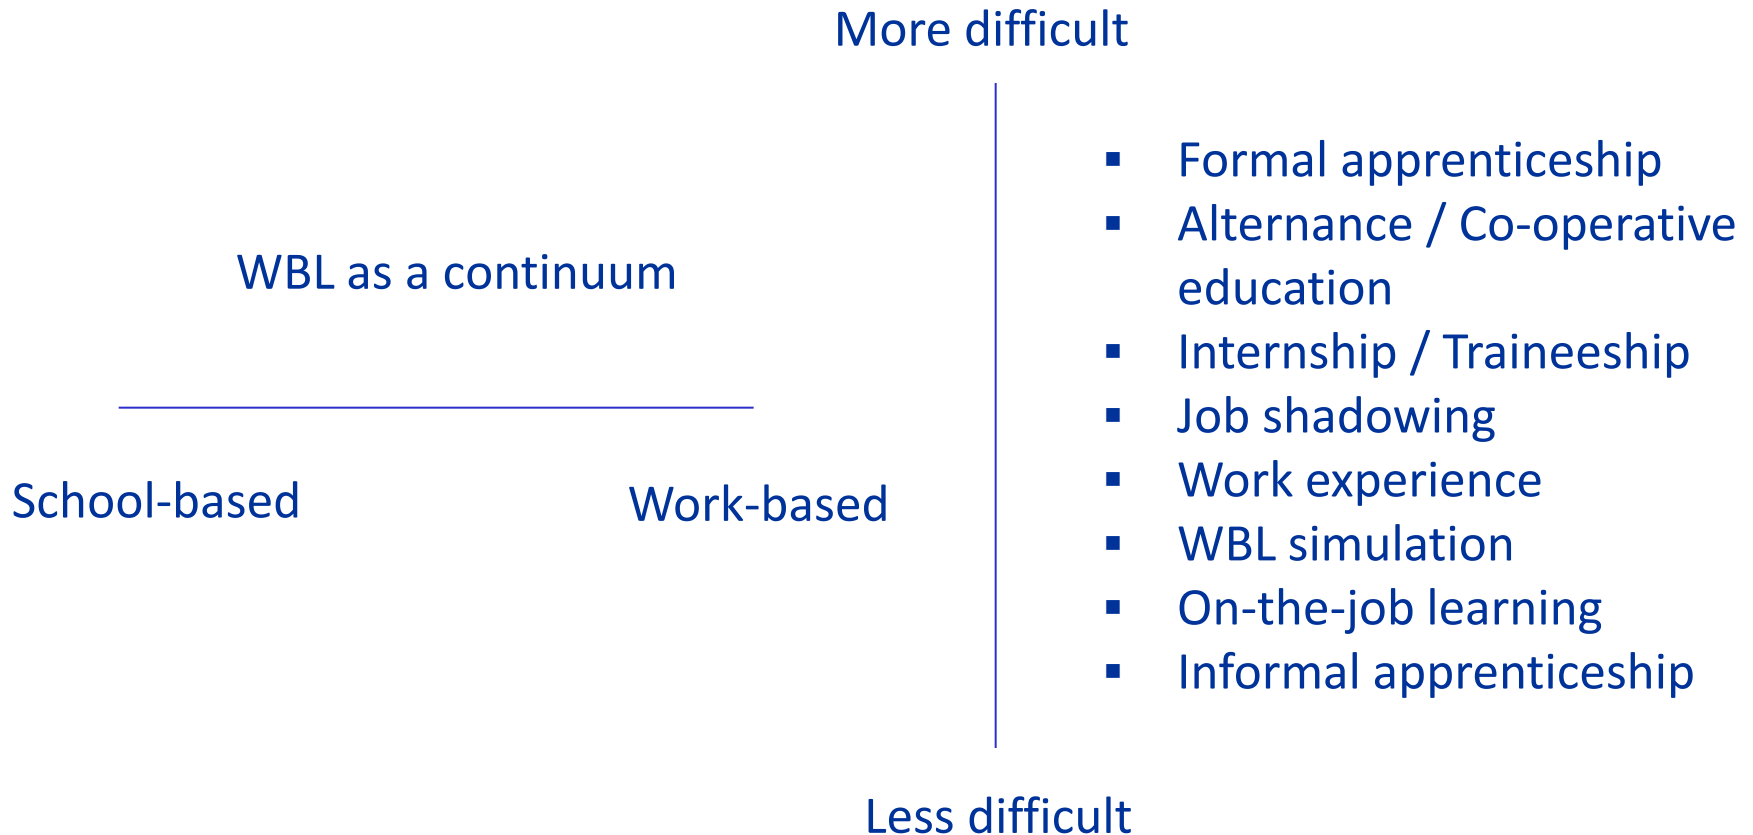 More difficult
WBL as a continuum
School-based
Work-based
▪ Formal apprenticeship
▪ Alternance / Co-operative
education
▪ Internship / Traineeship
▪ Job shadowing
▪ Work experience
▪ WBL simulation
▪ On-the-job learning
▪ Informal apprenticeship
Less difficult